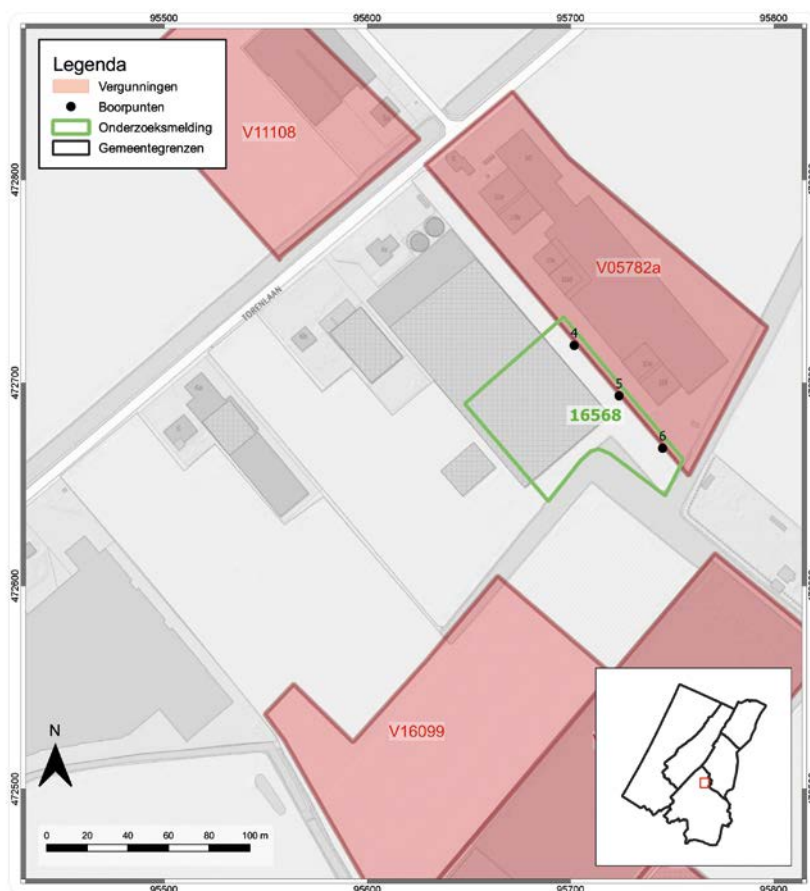 95500 95600 95700 95800
Legenda
Vergunningen
Boorpunten
Onderzoeksmelding
Gemeentegrenzen
V11108
472800
V05782a
TORENLAAN
4
472700
5
16568
6
472600
V16099
N
472500
0 20 40 60 80 100 m
95500 95600 95700 95800